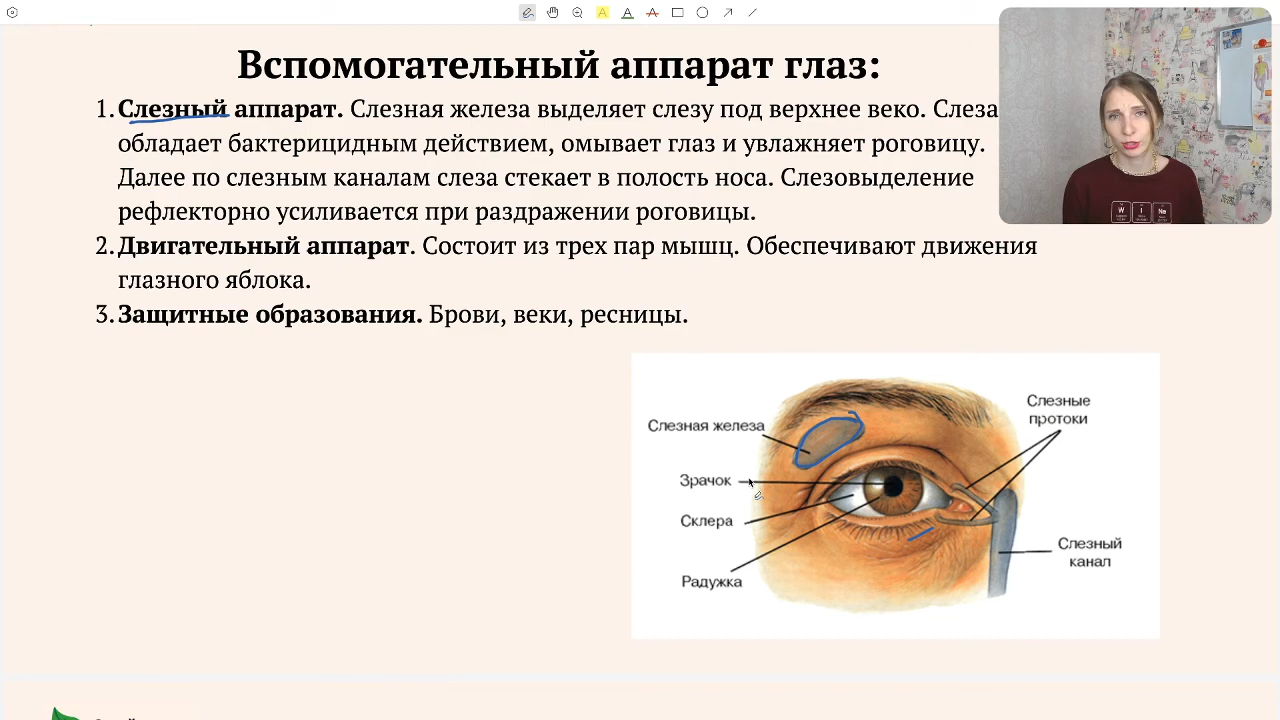 Вспомогательный аппарат глаз:
1. Слезный аппарат. Слезная железа выделяет слезу под верхнее веко. Слеза
обладает бактерицидным действием, омывает глаз и увлажняет роговицу.
Далее по слезным каналам слеза стекает в полость носа. Слезовыделение
рефлекторно усиливается при раздражении роговицы.
2. Двигательный аппарат. Состоит из трех пар мышц. Обеспечивают движения
глазного яблока.
3. Защитные образования. Брови, веки, ресницы.
Слезная железа
Зрачок
Склера
Радужка
Слезные
протоки
Слезный
канал
W I Ne